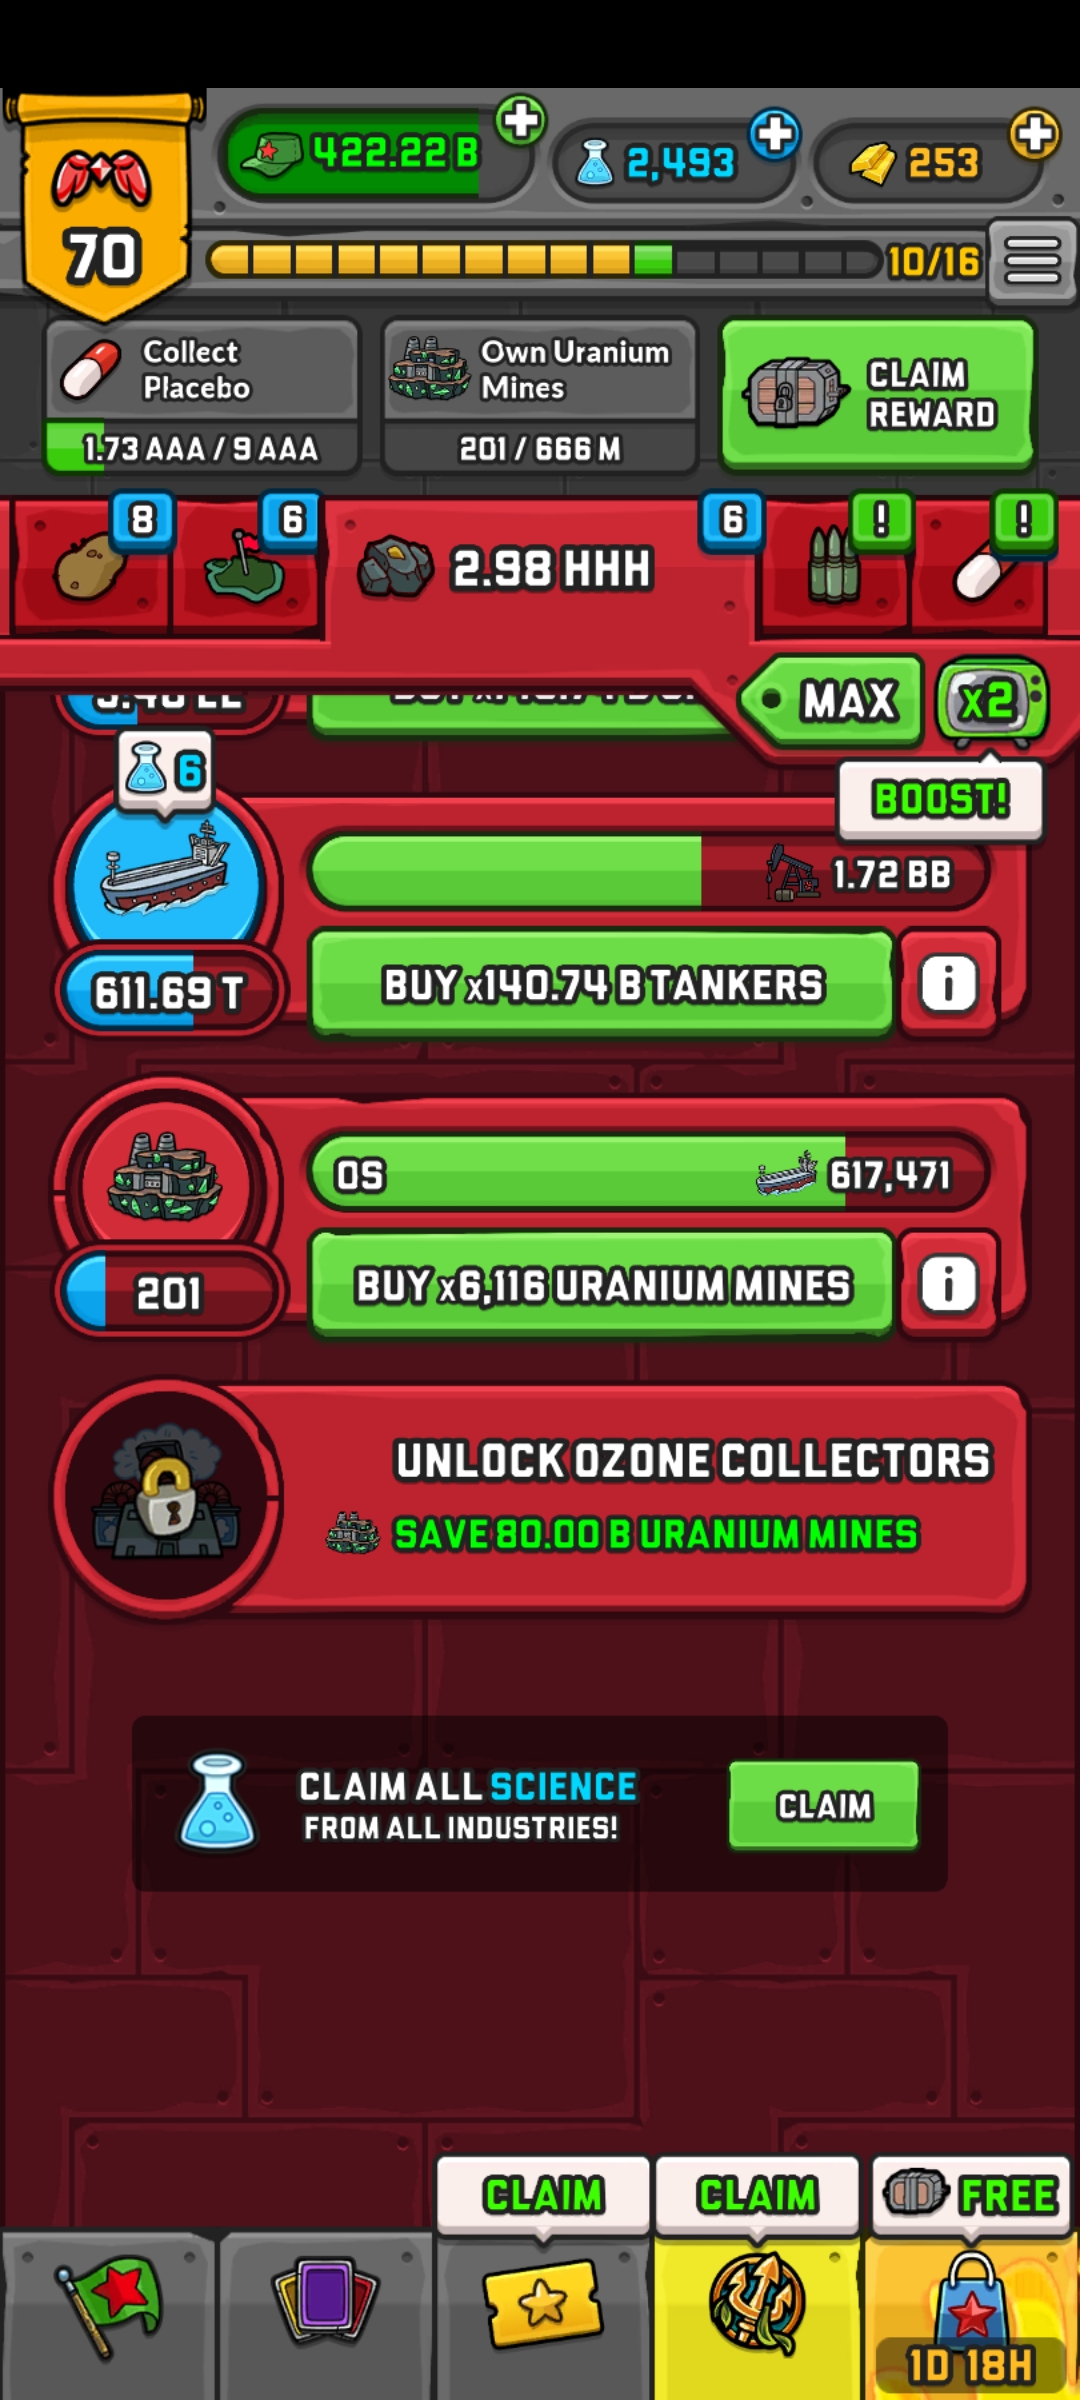 422.22 B
2,493
253
70
10/16
Collect
Placebo
1.73 AAA / 9 AAA
Own Uranium
Mines
201 / 666 M
CLAIM
REWARD
8
6
2.98 HHH
6
!
!
MAX
x2
BOOST!
6
1.72 BB
611.69 T
BUY x140.74 B TANKERS
i
0S
617,471
201
BUY x6,116 URANIUM MINES
i
UNLOCK OZONE COLLECTORS
SAVE 80.00 B URANIUM MINES
CLAIM ALL SCIENCE
FROM ALL INDUSTRIES!
CLAIM
CLAIM
CLAIM
FREE
1D 18H